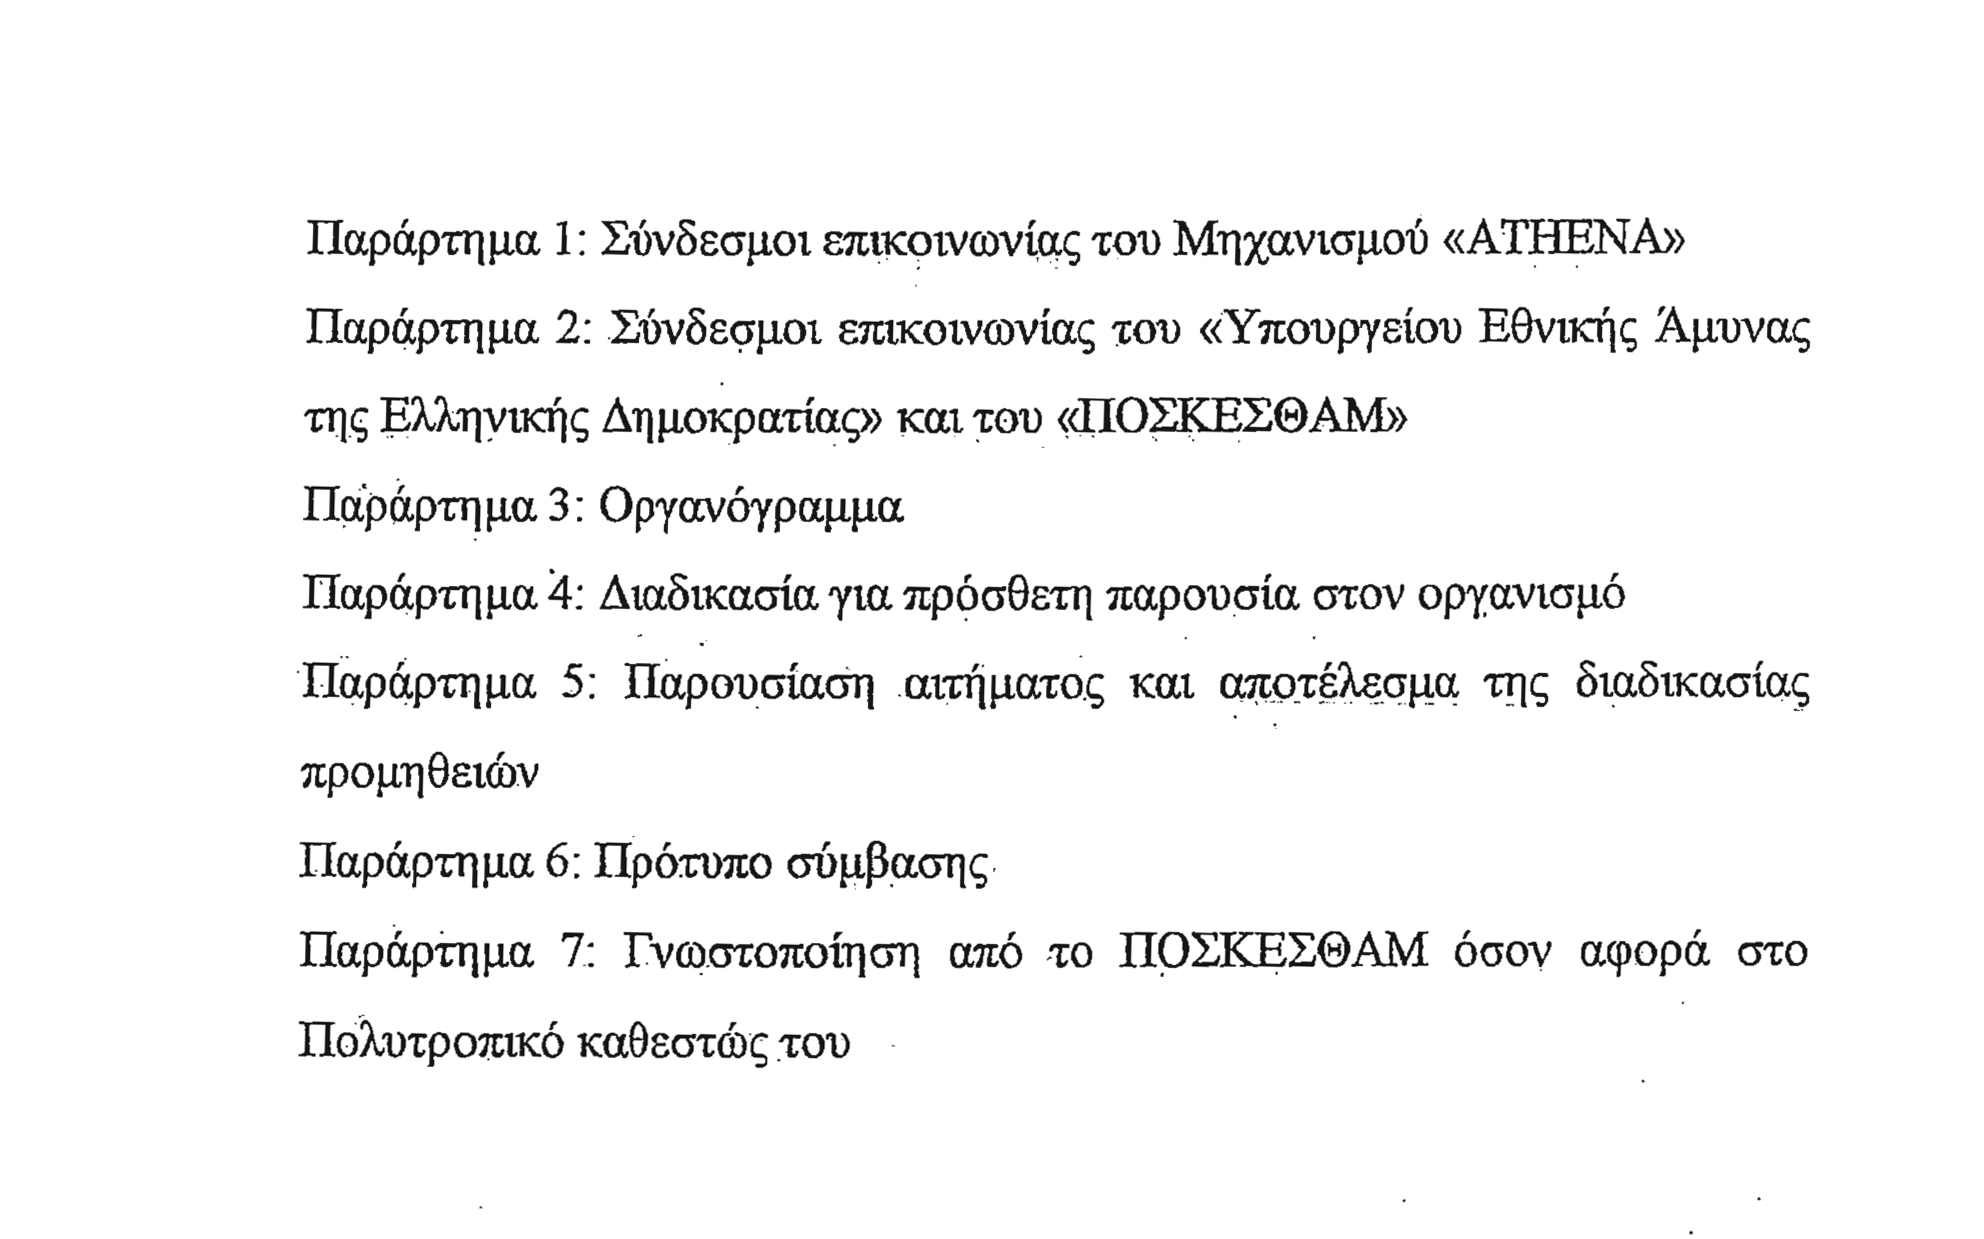 Παράρτημα 1: Σύνδεσμοι επικοινωνίας του Μηχανισμού «ATHENA»
Παράρτημα 2: Σύνδεσμοι επικοινωνίας του «Υπουργείου Εθνικής Άμυνας
της Ελληνικής Δημοκρατίας» και του «ΠΟΣΚΕΣΘΑΜ»
Παράρτημα 3: Οργανόγραμμα
Παράρτημα 4: Διαδικασία για πρόσθετη παρουσία στον οργανισμό
Παράρτημα 5: Παρουσίαση αιτήματος και αποτέλεσμα της διαδικασίας
προμηθειών
Παράρτημα 6: Πρότυπο σύμβασης
Παράρτημα 7: Γνωστοποίηση από το ΠΟΣΚΕΣΘΑΜ όσον αφορά στο
Πολυτροπικό καθεστώς του